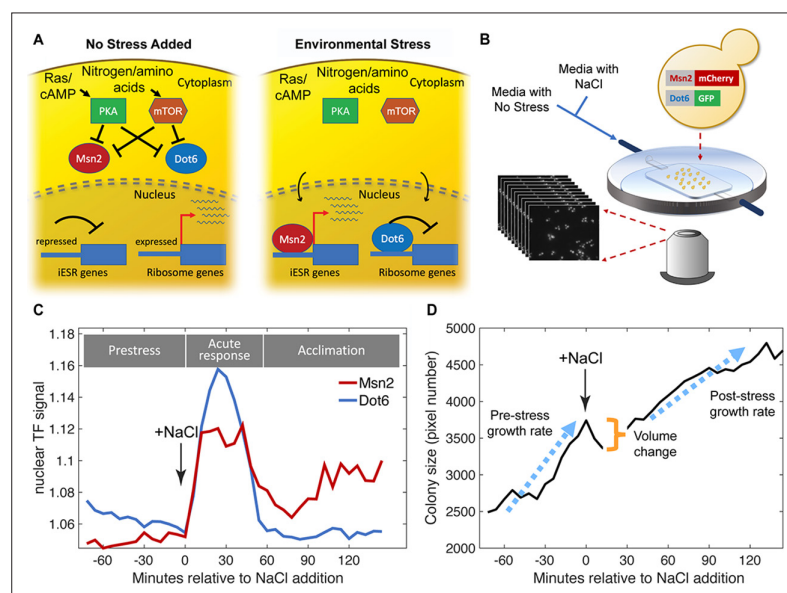 A
No Stress Added
Environmental Stress
Ras/
cAMP
Nitrogen/amino
acids
Cytoplasm
PKA
mTOR
Msn2
Dot6
Nucleus
repressed
iESR genes
expressed
Ribosome genes
Ras/
cAMP
Nitrogen/amino
acids
Cytoplasm
PKA
mTOR
Nucleus
Msn2
iESR genes
Dot6
Ribosome genes
B
Media with
NaCl
Media with
No Stress
Msn2 mCherry
Dot6 GFP
C
1.18
1.16
1.14
1.12
1.1
1.08
1.06
nuclear TF signal
Prestress
Acute
response
Acclimation
Msn2
Dot6
+NaCl
-60 -30 0 30 60 90 120
Minutes relative to NaCl addition
D
5000
4500
4000
3500
3000
2500
2000
Colony size (pixel number)
+NaCl
Pre-stress
growth rate
Volume
change
Post-stress
growth rate
-60 -30 0 30 60 90 120
Minutes relative to NaCl addition